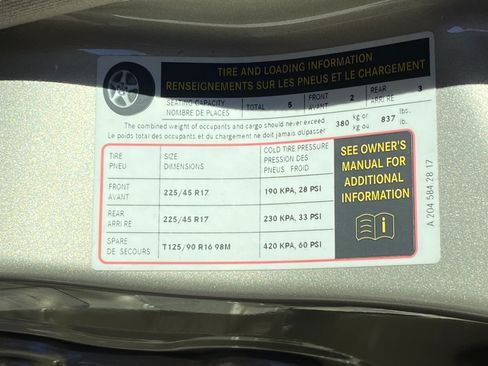 TIRE AND LOADING INFORMATION
RENSEIGNEMENTS SUR LES PNEUS ET LE CHARGEMENT
SEATING CAPACITY
NOMBRE DE PLACES
TOTAL 5
FRONT
AVANT
2
REAR
ARRIÈRE
3
The combined weight of occupants and cargo should never exceed
Le poids total des occupants et du chargement ne doit jamais dépasser
380 kg or
kg ou
837 lbs.
lb.
TIRE
PNEU
SIZE
DIMENSIONS
COLD TIRE PRESSURE
PRESSION DES
PNEUS FROID
FRONT
AVANT
225/45 R17
190 KPA, 28 PSI
REAR
ARRIÈRE
225/45 R17
230 KPA, 33 PSI
SPARE
DE SECOURS
T125/90 R16 98M
420 KPA, 60 PSI
SEE OWNER'S
MANUAL FOR
ADDITIONAL
INFORMATION
i
A 204 584 28 17